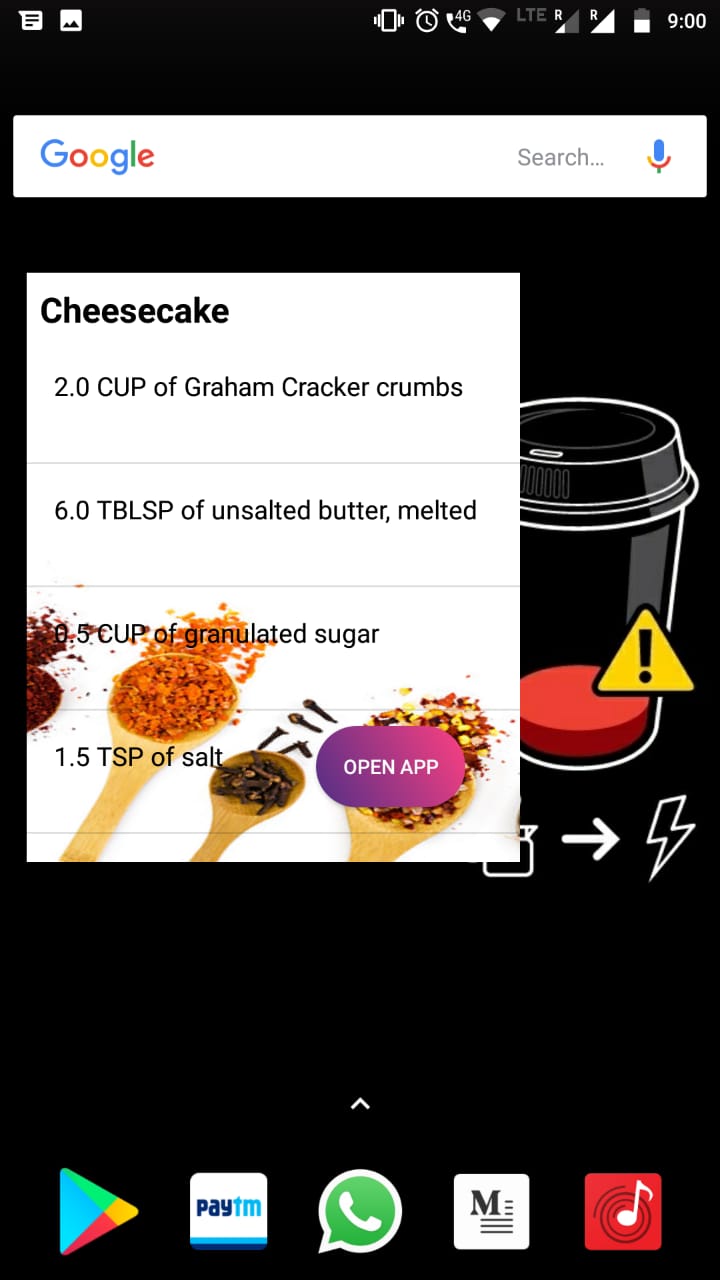 4G LTE R R 9:00
Google Search...
Cheesecake
2.0 CUP of Graham Cracker crumbs
6.0 TBLSP of unsalted butter, melted
0.5 CUP of granulated sugar
1.5 TSP of salt
OPEN APP
paytm M